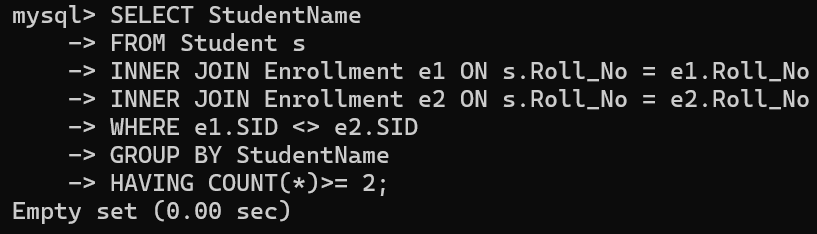 mysql> SELECT StudentName
-> FROM Student s
-> INNER JOIN Enrollment e1 ON s.Roll_No = e1.Roll_No
-> INNER JOIN Enrollment e2 ON s.Roll_No = e2.Roll_No
-> WHERE e1.SID <> e2.SID
-> GROUP BY StudentName
-> HAVING COUNT(*)>= 2;
Empty set (0.00 sec)